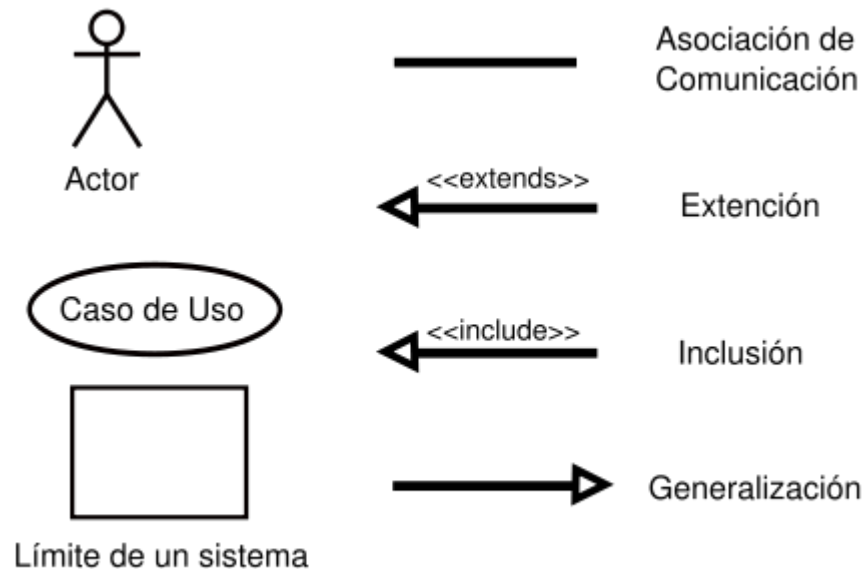 Actor
Caso de Uso
Límite de un sistema
Asociación de
Comunicación
<<extends>>
Extención
<<include>>
Inclusión
Generalización